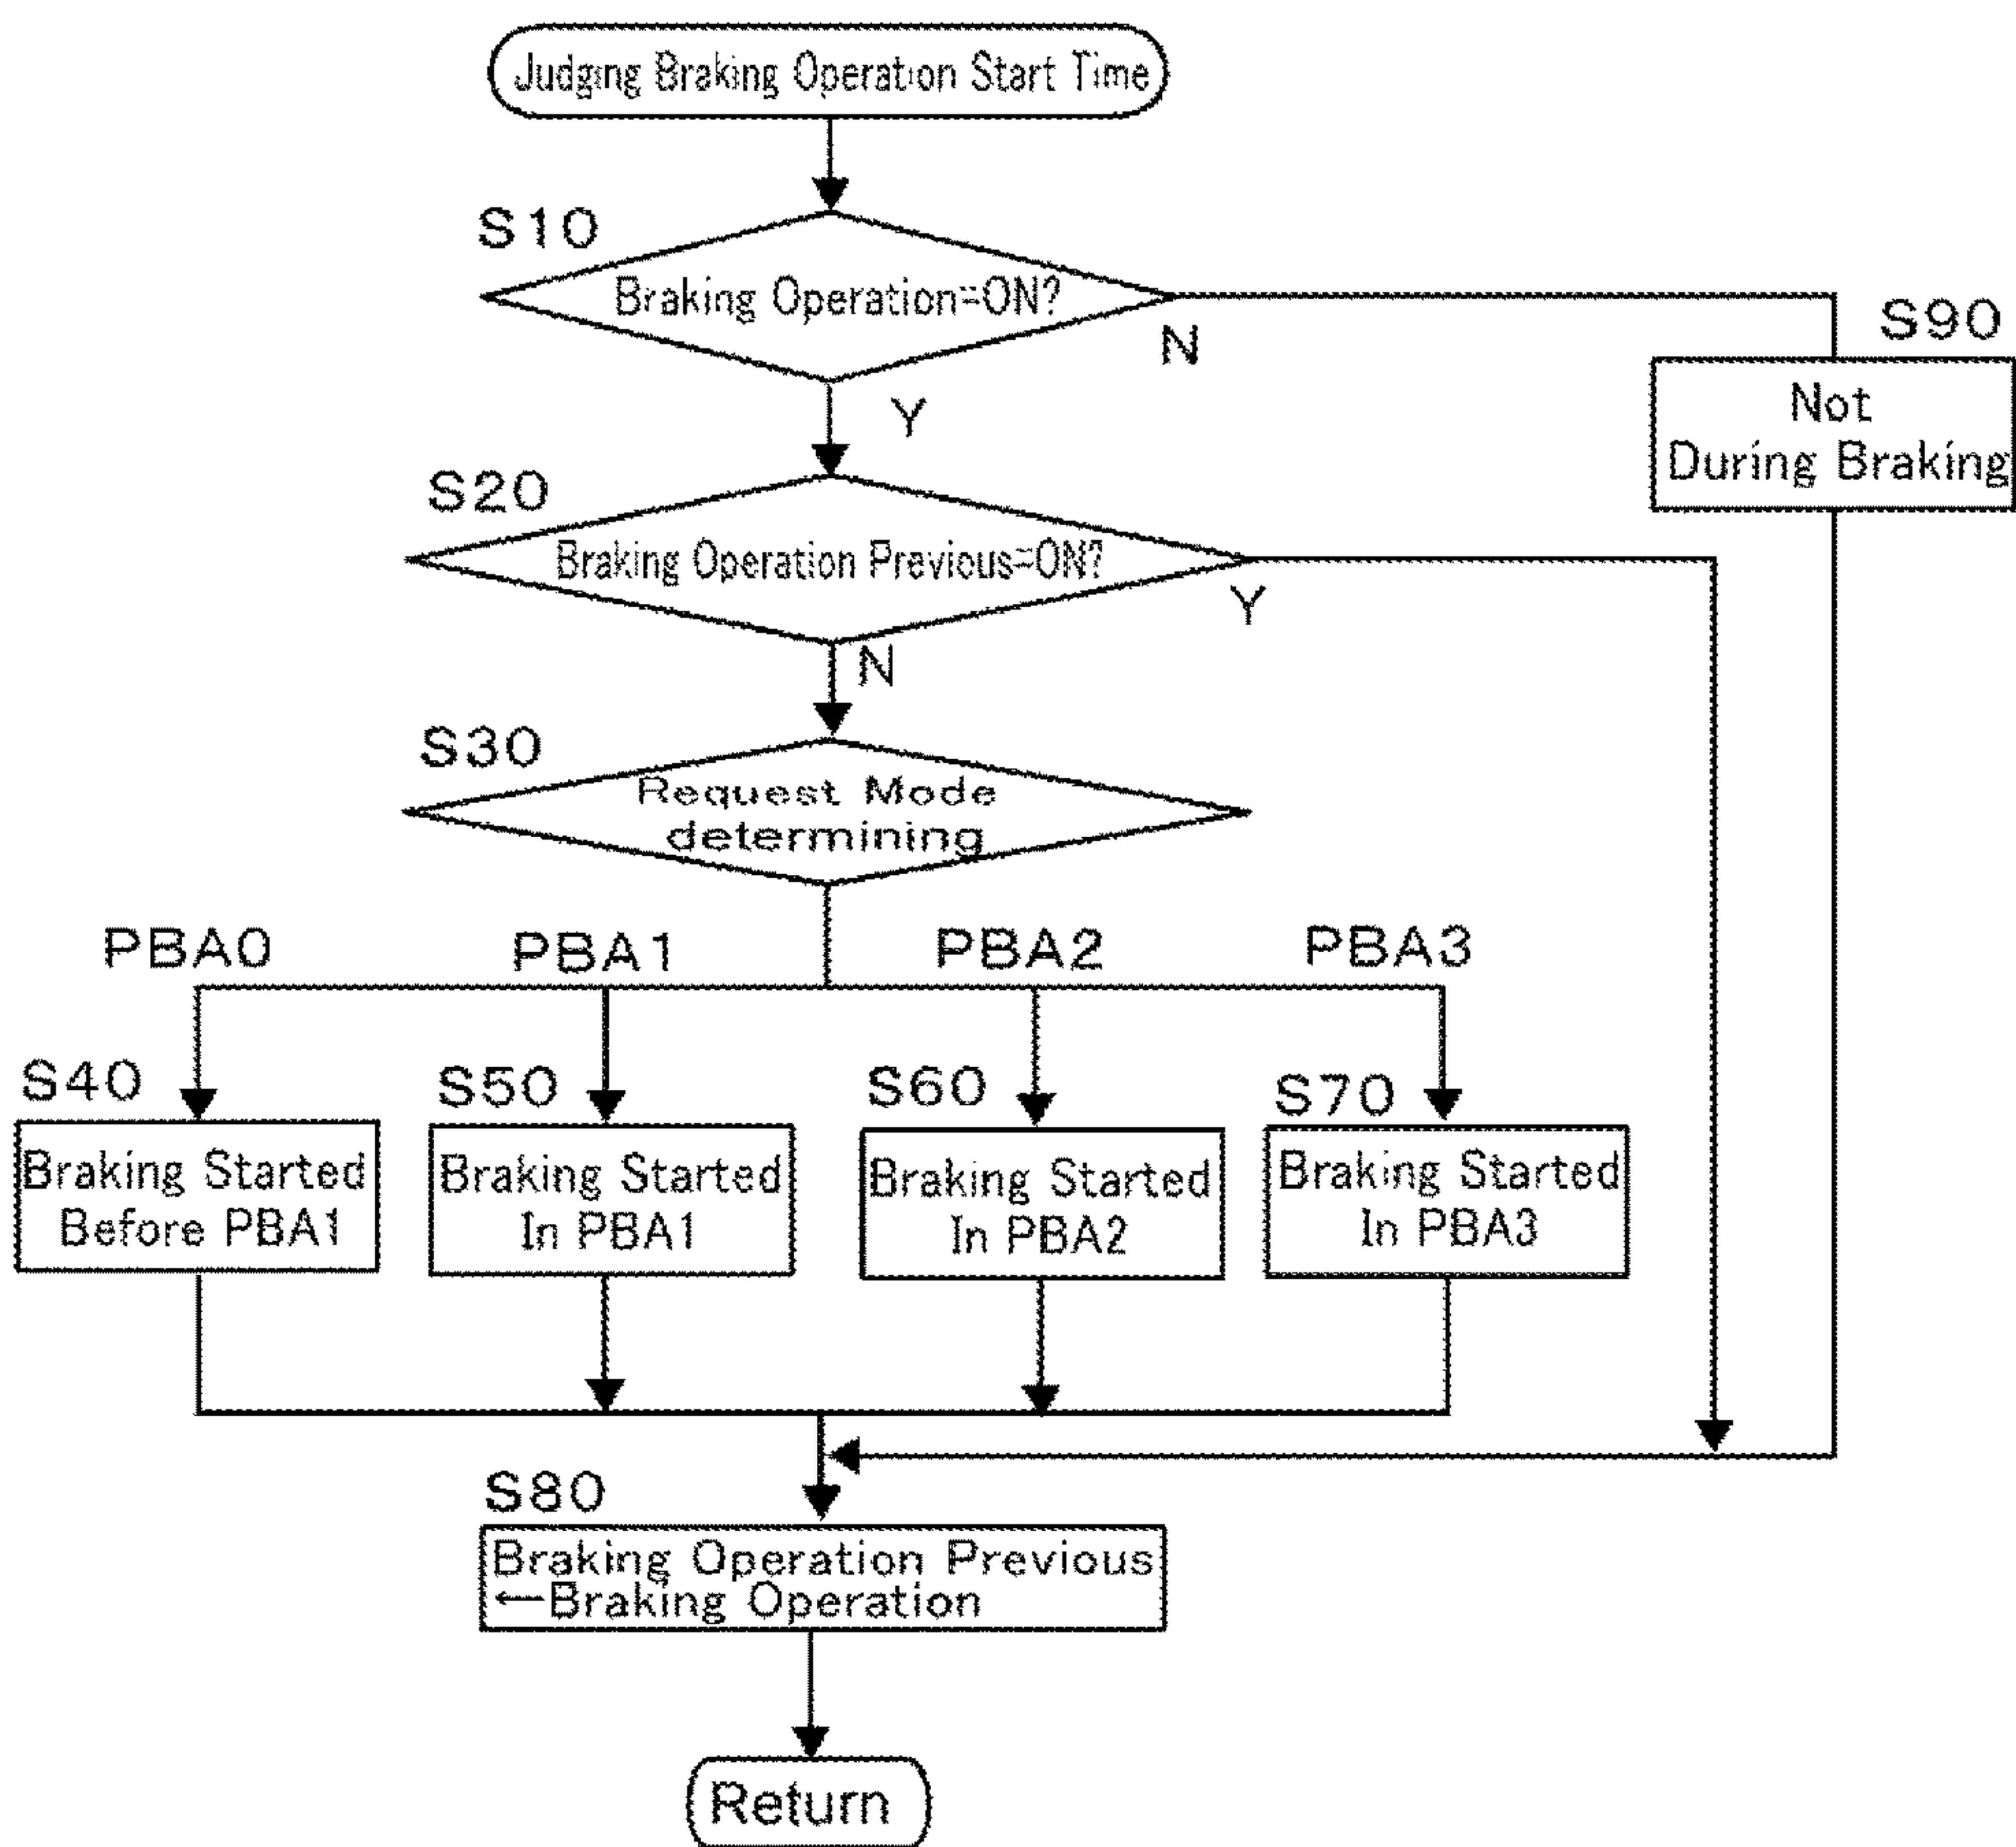 Judging Braking Operation Start Time
S10
Braking Operation=ON?
N
S90
Not
During Braking
Y
S20
Braking Operation Previous=ON?
Y
N
S30
Request Mode
determining
PBA0
PBA1
PBA2
PBA3
S40
S50
S60
S70
Braking Started
Before PBA1
Braking Started
In PBA1
Braking Started
In PBA2
Braking Started
In PBA3
S80
Braking Operation Previous
←Braking Operation
Return